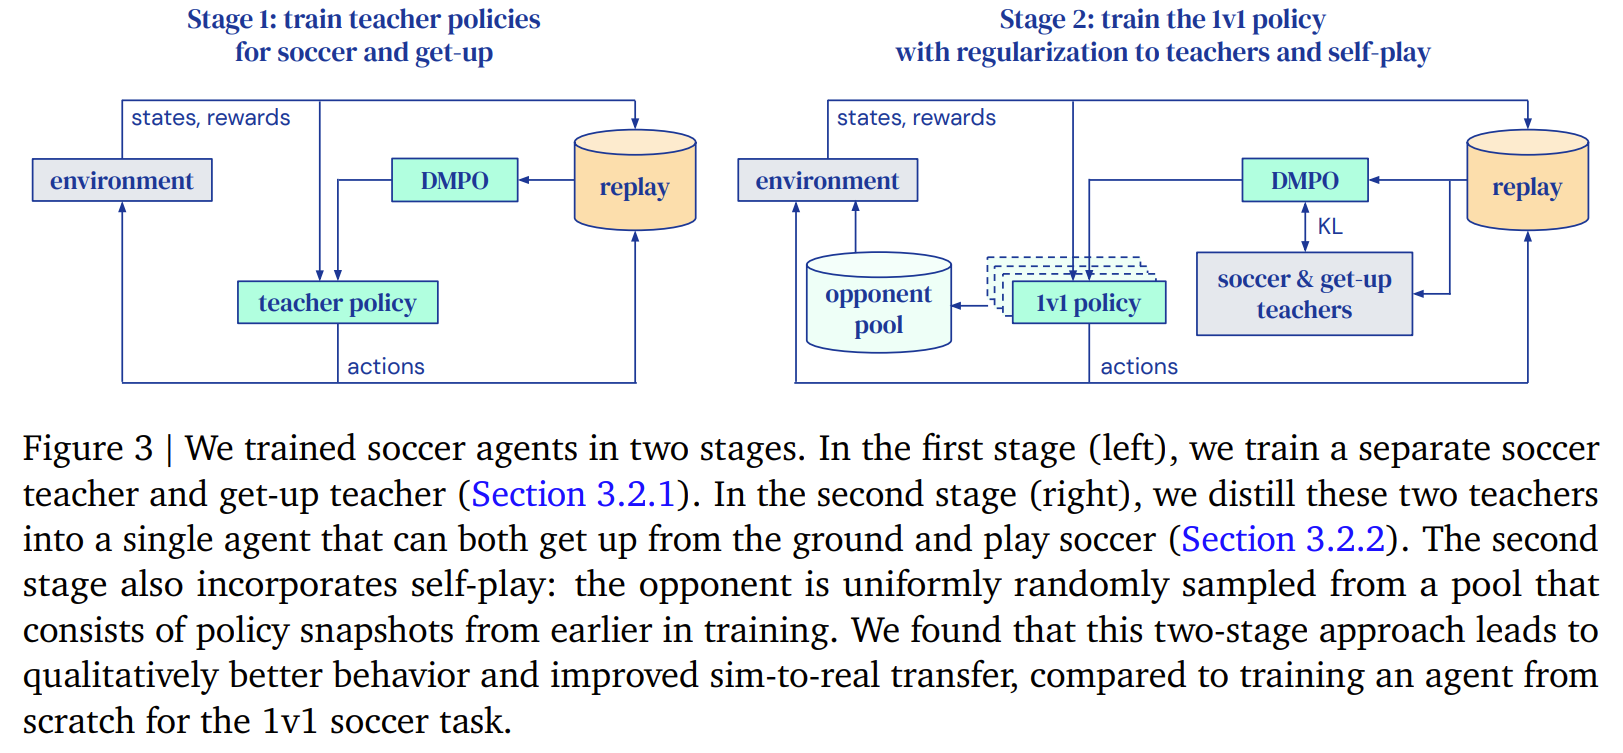 Stage 1: train teacher policies
for soccer and get-up
states, rewards
environment
DMPO
replay
teacher policy
actions
Stage 2: train the 1v1 policy
with regularization to teachers and self-play
states, rewards
environment
DMPO
replay
KL
opponent
pool
1v1 policy
soccer & get-up
teachers
actions
Figure 3 | We trained soccer agents in two stages. In the first stage (left), we train a separate soccer
teacher and get-up teacher (Section 3.2.1). In the second stage (right), we distill these two teachers
into a single agent that can both get up from the ground and play soccer (Section 3.2.2). The second
stage also incorporates self-play: the opponent is uniformly randomly sampled from a pool that
consists of policy snapshots from earlier in training. We found that this two-stage approach leads to
qualitatively better behavior and improved sim-to-real transfer, compared to training an agent from
scratch for the 1v1 soccer task.